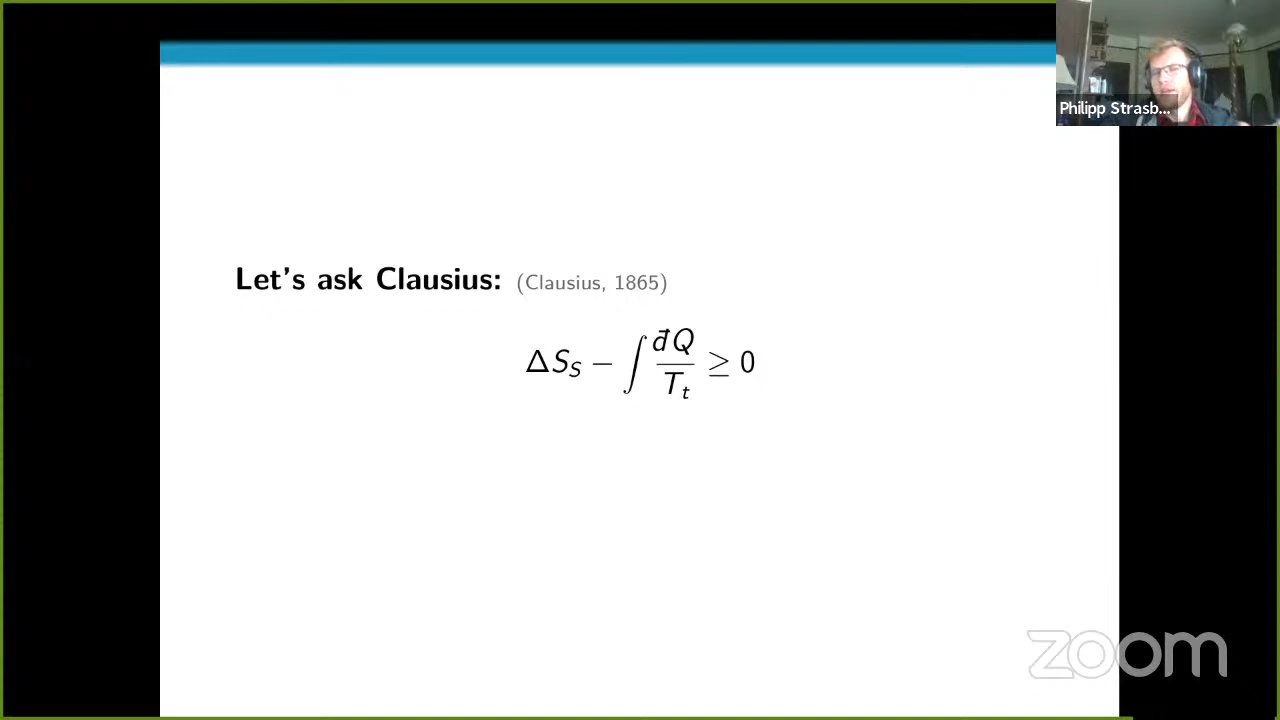 Philipp Strasb...
Let's ask Clausius: (Clausius, 1865)
ΔS_S − ∫ đQ/T_t ≥ 0
zoom